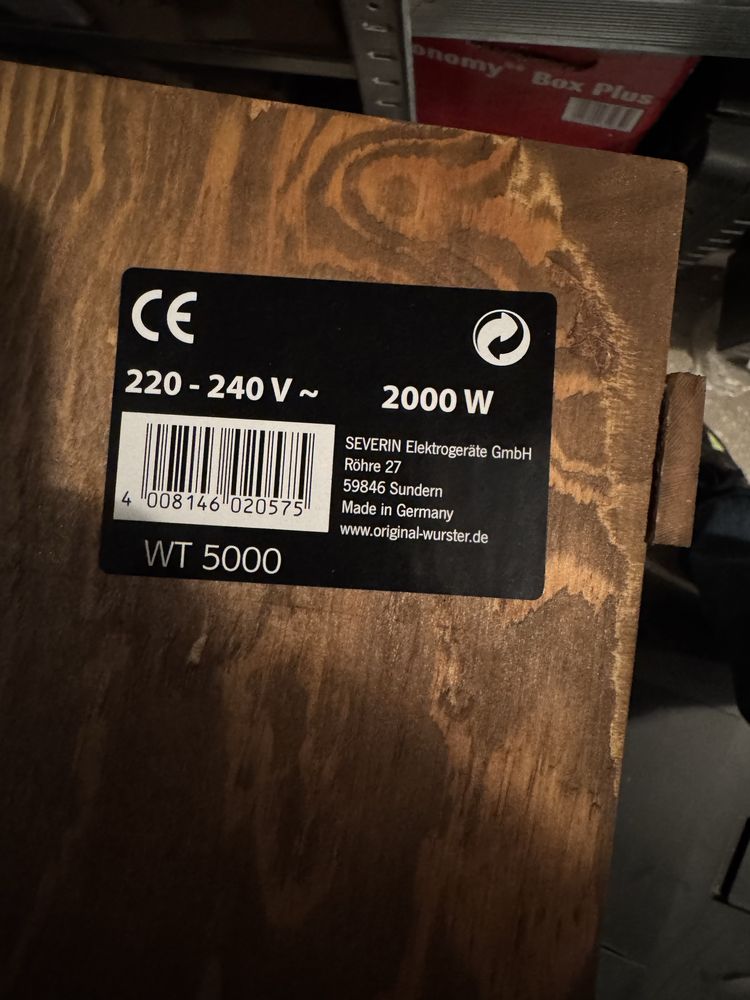 onomy** Box Plus
CE
220 - 240 V ~
2000 W
SEVERIN Elektrogeräte GmbH
Röhre 27
59846 Sundern
Made in Germany
www.original-wurster.de
4 008146 020575
WT 5000